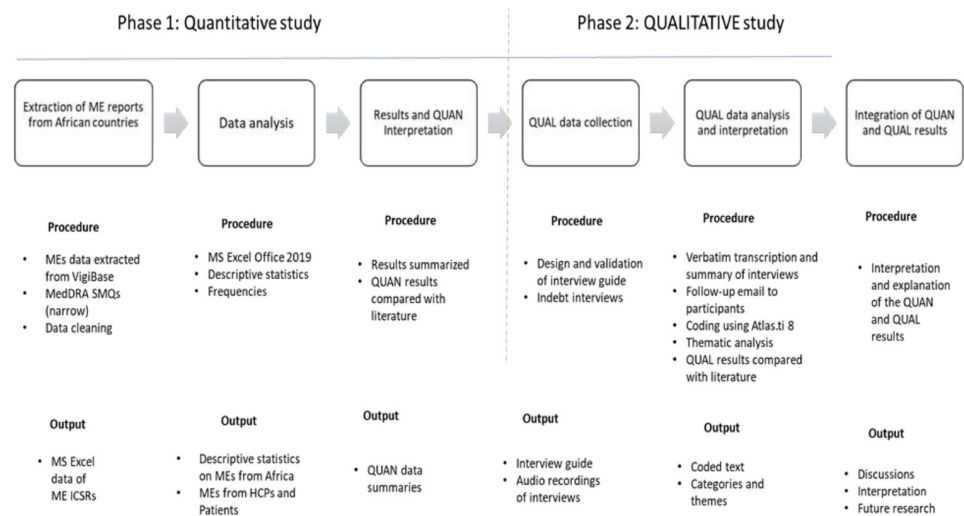 Phase 1: Quantitative study
Phase 2: QUALITATIVE study
Extraction of ME reports
from African countries
Data analysis
Results and QUAN
Interpretation
QUAL data collection
QUAL data analysis
and interpretation
Integration of QUAN
and QUAL results
Procedure
• MEs data extracted
from VigiBase
• MedDRA SMQs
(narrow)
• Data cleaning
Procedure
• MS Excel Office 2019
• Descriptive statistics
• Frequencies
Procedure
• Results summarized
• QUAN results
compared with
literature
Procedure
• Design and validation
of interview guide
• Indebt interviews
Procedure
• Verbatim transcription and
summary of interviews
• Follow-up email to
participants
• Coding using Atlas.ti 8
• Thematic analysis
• QUAL results compared
with literature
Procedure
• Interpretation
and explanation
of the QUAN
and QUAL
results
Output
• MS Excel
data of
ME ICSRs
Output
• Descriptive statistics
on MEs from Africa
• MEs from HCPs and
Patients
Output
• QUAN data
summaries
Output
• Interview guide
• Audio recordings
of interviews
Output
• Coded text
• Categories and
themes
Output
• Discussions
• Interpretation
• Future research